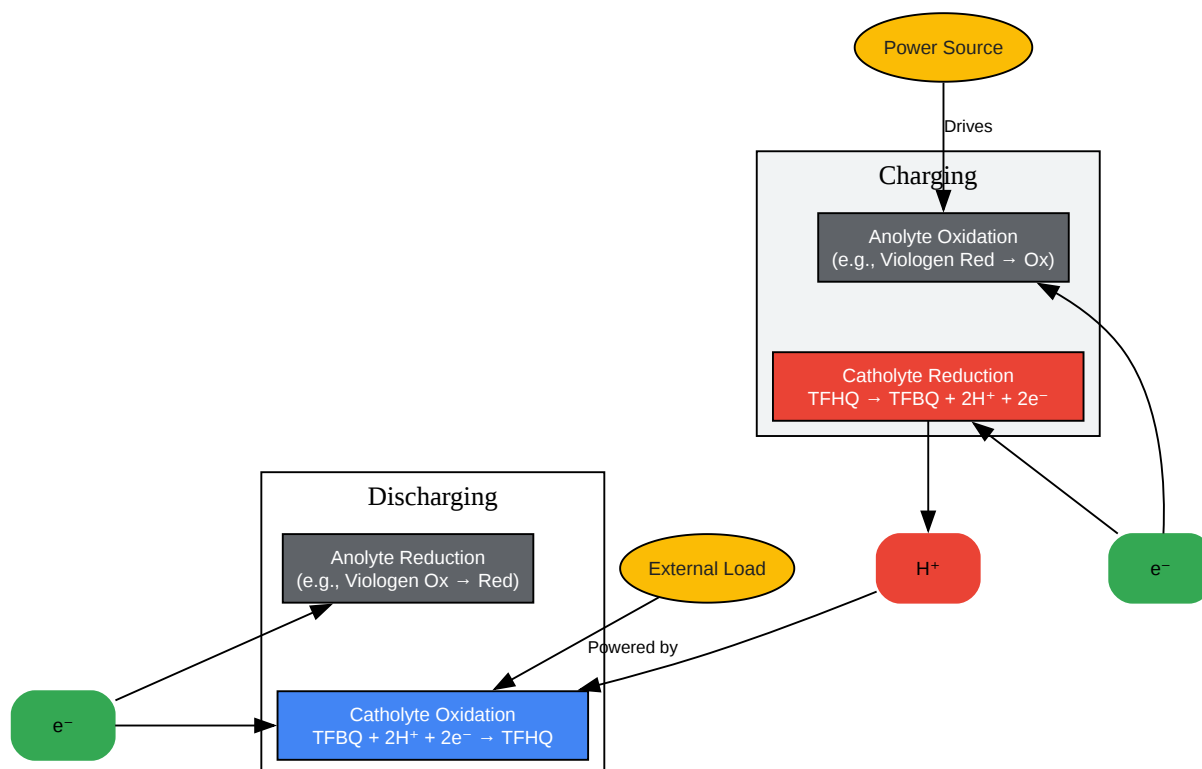 Power Source
Drives
Charging
Anolyte Oxidation
(e.g., Viologen Red → Ox)
Catholyte Reduction
TFHQ → TFBQ + 2H⁺ + 2e⁻
Discharging
Anolyte Reduction
(e.g., Viologen Ox → Red)
External Load
H⁺
e⁻
Powered by
e⁻
Catholyte Oxidation
TFBQ + 2H⁺ + 2e⁻ → TFHQ